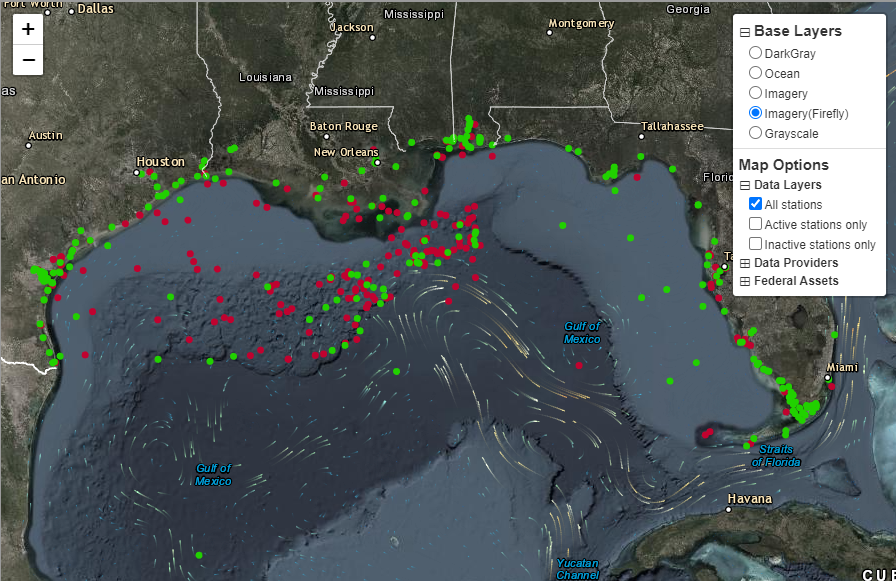 Fort Worth
Dallas
Mississippi
Georgia
Montgomery
Jackson
+
−
Louisiana
Mississippi
as
Baton Rouge
Tallahassee
Austin
New Orleans
Houston
an Antonio
Florid
Ta
Base Layers
DarkGray
Ocean
Imagery
Imagery(Firefly)
Grayscale
Map Options
Data Layers
All stations
Active stations only
Inactive stations only
Data Providers
Federal Assets
Gulf of
Mexico
Miami
Gulf of
Mexico
Straits
of Florida
Havana
Yucatan
Channel
CU